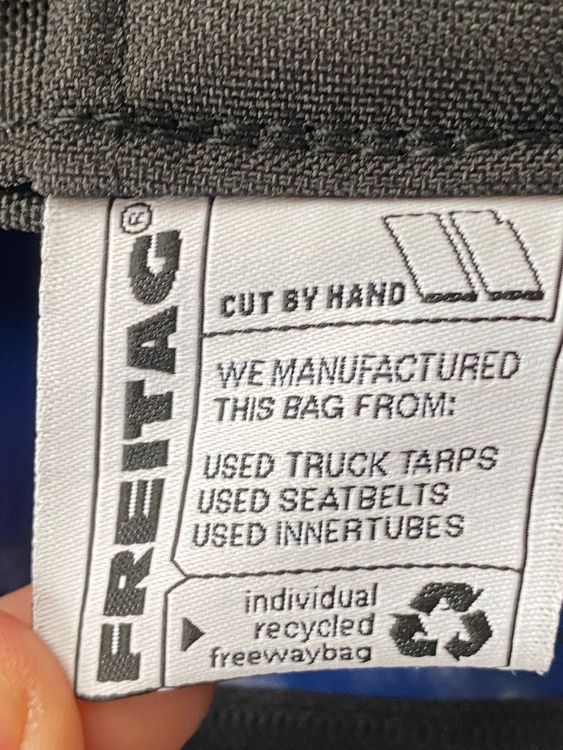 FREITAG®
CUT BY HAND
WE MANUFACTURED
THIS BAG FROM:
USED TRUCK TARPS
USED SEATBELTS
USED INNERTUBES
individual
recycled
freewaybag